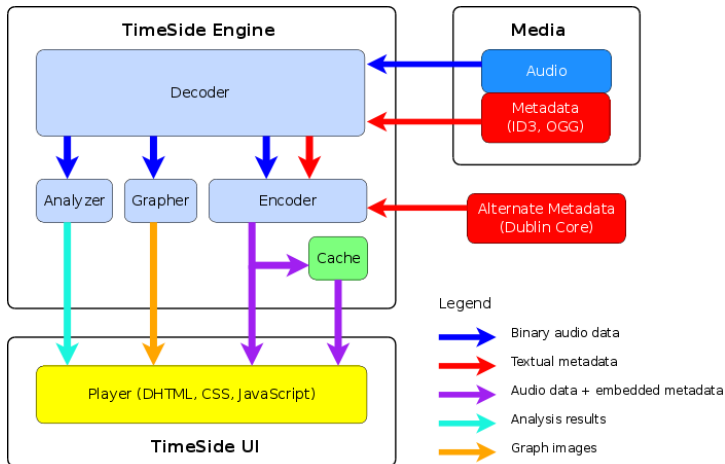 TimeSide Engine
Media
Decoder
Audio
Metadata
(ID3, OGG)
Analyzer
Grapher
Encoder
Alternate Metadata
(Dublin Core)
Cache
Legend
Binary audio data
Textual metadata
Audio data + embedded metadata
Analysis results
Graph images
Player (DHTML, CSS, JavaScript)
TimeSide UI